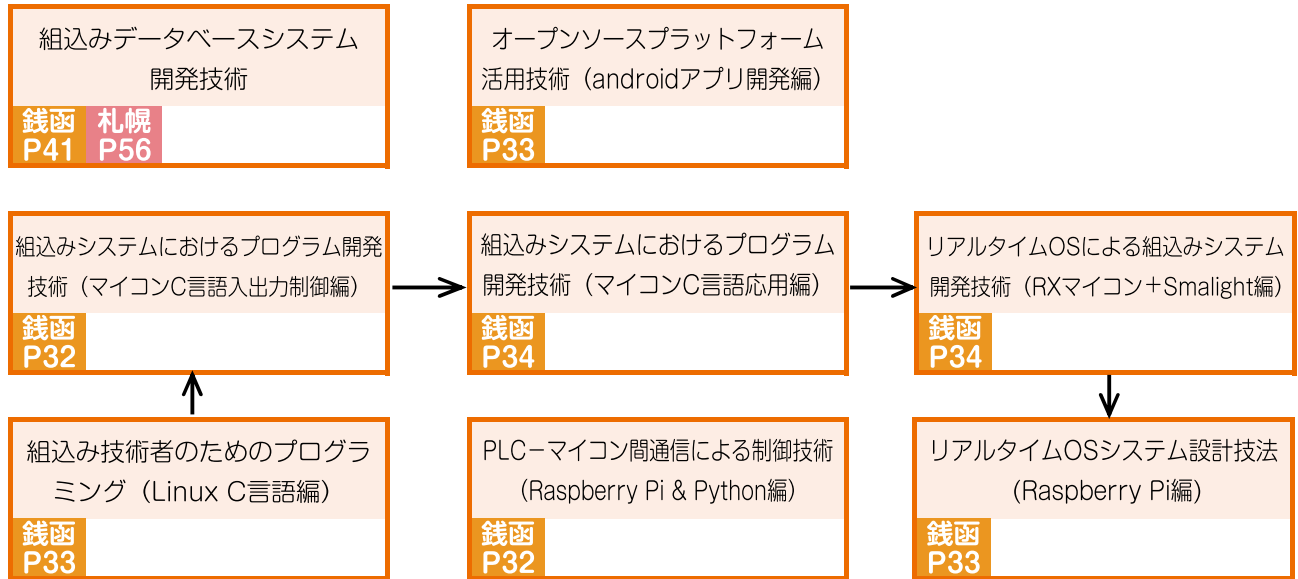 組込みデータベースシステム
開発技術
銭函
P41
札幌
P56
オープンソースプラットフォーム
活用技術（androidアプリ開発編）
銭函
P33
組込みシステムにおけるプログラム開発
技術（マイコンC言語入出力制御編）
銭函
P32
組込みシステムにおけるプログラム
開発技術（マイコンC言語応用編）
銭函
P34
リアルタイムOSによる組込みシステム
開発技術（RXマイコン＋Smalight編）
銭函
P34
組込み技術者のためのプログラ
ミング（Linux C言語編）
銭函
P33
PLC－マイコン間通信による制御技術
（Raspberry Pi & Python編）
銭函
P32
リアルタイムOSシステム設計技法
（Raspberry Pi編）
銭函
P33